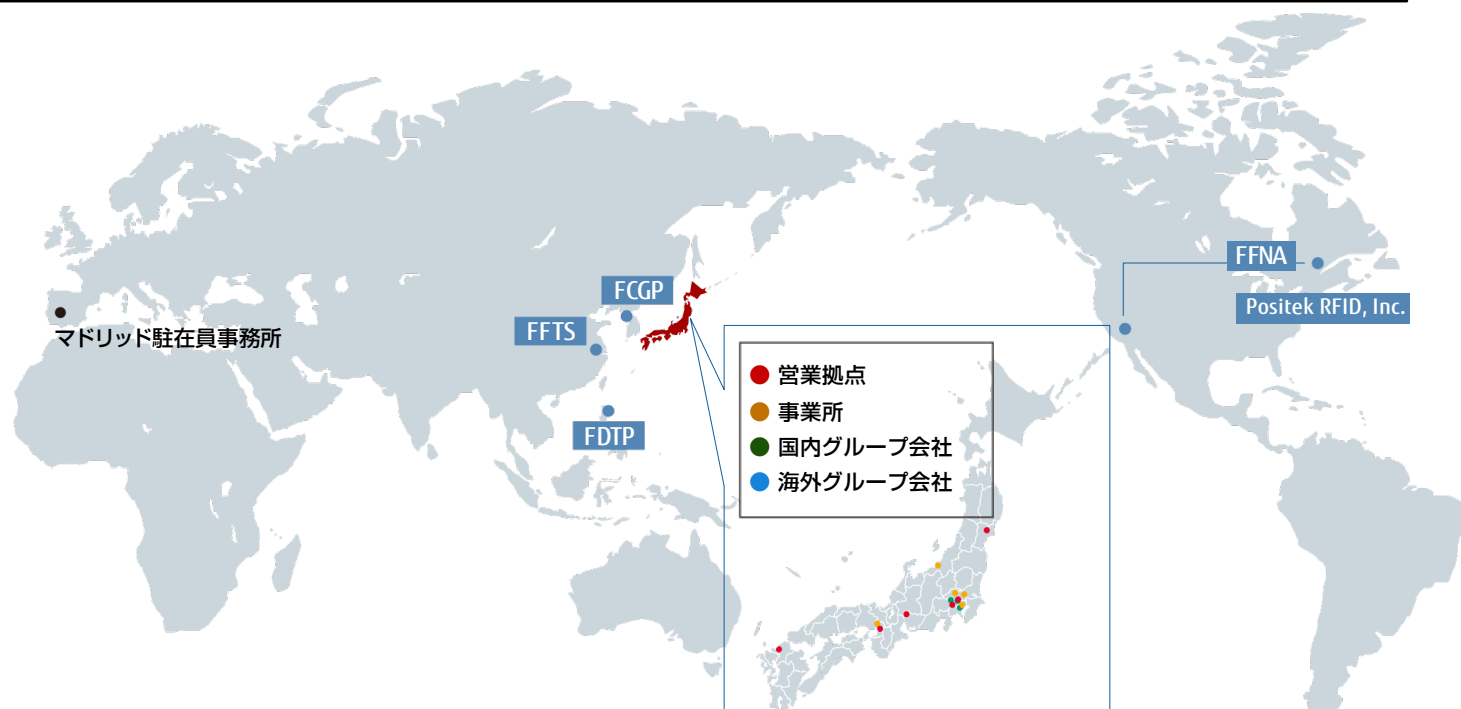 FFNA
FCGP
Positek RFID, Inc.
FFTS
マドリッド駐在員事務所
営業拠点
事業所
FDTP
国内グループ会社
海外グループ会社